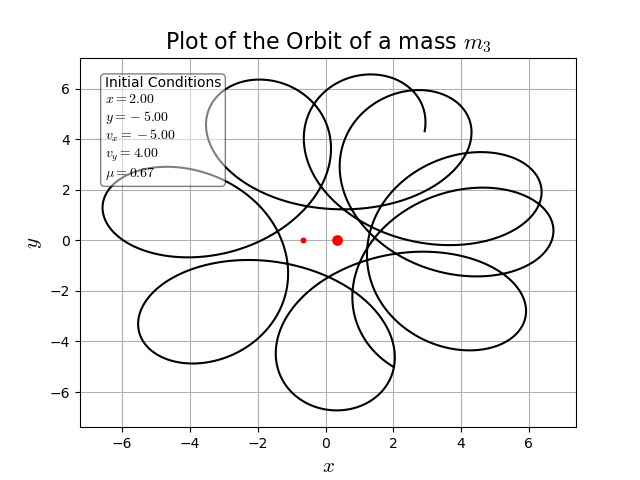 Plot of the Orbit of a mass m₃
Initial Conditions
x = 2.00
y = −5.00
vₓ = −5.00
v_y = 4.00
μ = 0.67
6
4
2
0
−2
−4
−6
y
−6 −4 −2 0 2 4 6
x